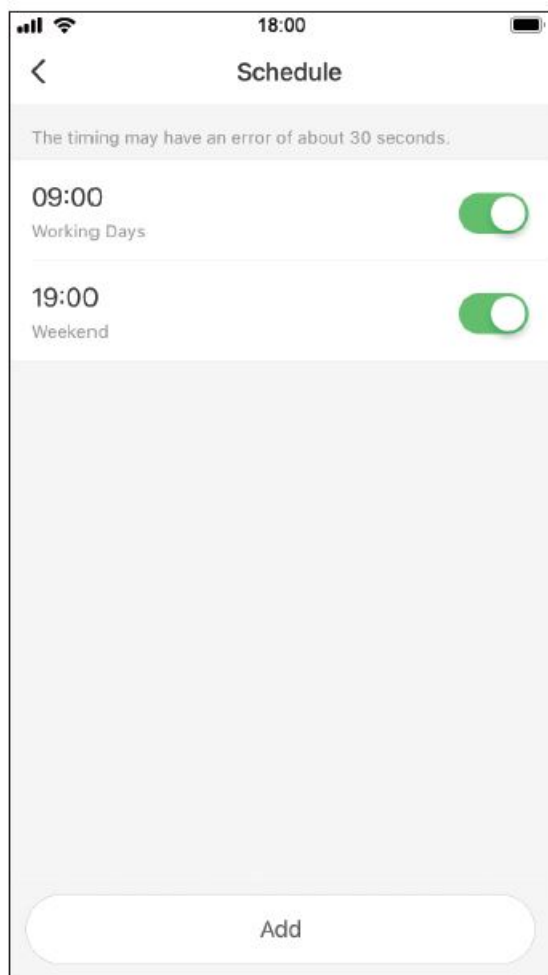 18:00
Schedule
The timing may have an error of about 30 seconds.
09:00
Working Days
19:00
Weekend
Add